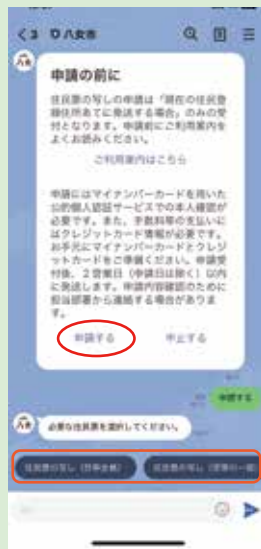 八女市
申請の前に
住民票の写しの申請は「現在の住民登
録住所あてに発送する場合」のみの受
付となります。申請前にご利用案内を
よくお読みください。
ご利用案内はこちら
申請にはマイナンバーカードを用いた
公的個人認証サービスでの本人確認が
必要です。また、手数料等の支払いに
はクレジットカード情報が必要です。
お手元にマイナンバーカードとクレジ
ットカードをご準備ください。申請受
付後、2営業日(申請日は除く)以内
に発送します。申請内容確認のために
担当部署から連絡する場合がありま
す。
申請する
中止する
申請する
必要な住民票を選択してください。
住民票の写し(世帯全員)
住民票の写し(世帯の一部)